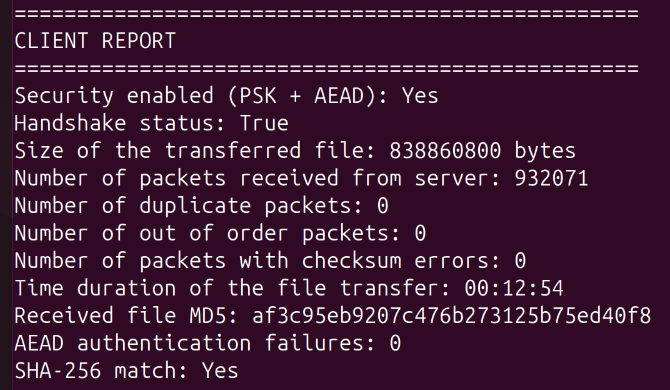 ==================================================
CLIENT REPORT
==================================================
Security enabled (PSK + AEAD): Yes
Handshake status: True
Size of the transferred file: 838860800 bytes
Number of packets received from server: 932071
Number of duplicate packets: 0
Number of out of order packets: 0
Number of packets with checksum errors: 0
Time duration of the file transfer: 00:12:54
Received file MD5: af3c95eb9207c476b273125b75ed40f8
AEAD authentication failures: 0
SHA-256 match: Yes